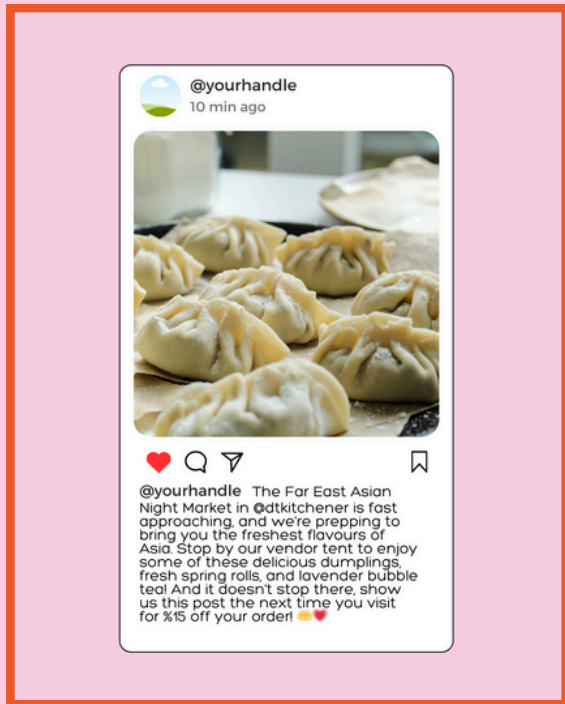 @yourhandle
10 min ago
@yourhandle The Far East Asian
Night Market in @dtkitchener is fast
approaching, and we're prepping to
bring you the freshest flavours of
Asia. Stop by our vendor tent to enjoy
some of these delicious dumplings,
fresh spring rolls, and lavender bubble
tea! And it doesn't stop there, show
us this post the next time you visit
for %15 off your order! 🥟💗